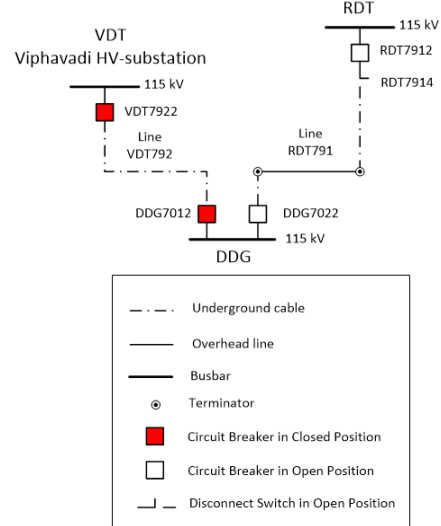 RDT
115 kV
RDT7912
RDT7914
VDT
Viphavadi HV-substation
115 kV
VDT7922
Line
VDT792
Line
RDT791
DDG7012
DDG7022
115 kV
DDG
Underground cable
Overhead line
Busbar
Terminator
Circuit Breaker in Closed Position
Circuit Breaker in Open Position
Disconnect Switch in Open Position